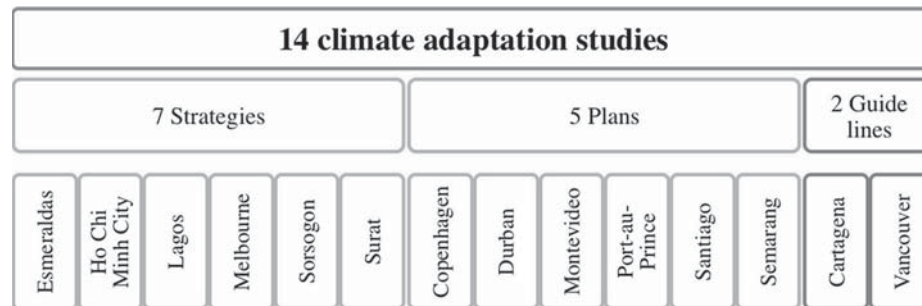 14 climate adaptation studies
7 Strategies
5 Plans
2 Guide
lines
Esmeraldas
Ho Chi
Minh City
Lagos
Melbourne
Sorsogon
Surat
Copenhagen
Durban
Montevideo
Port-au-
Prince
Santiago
Semarang
Cartagena
Vancouver